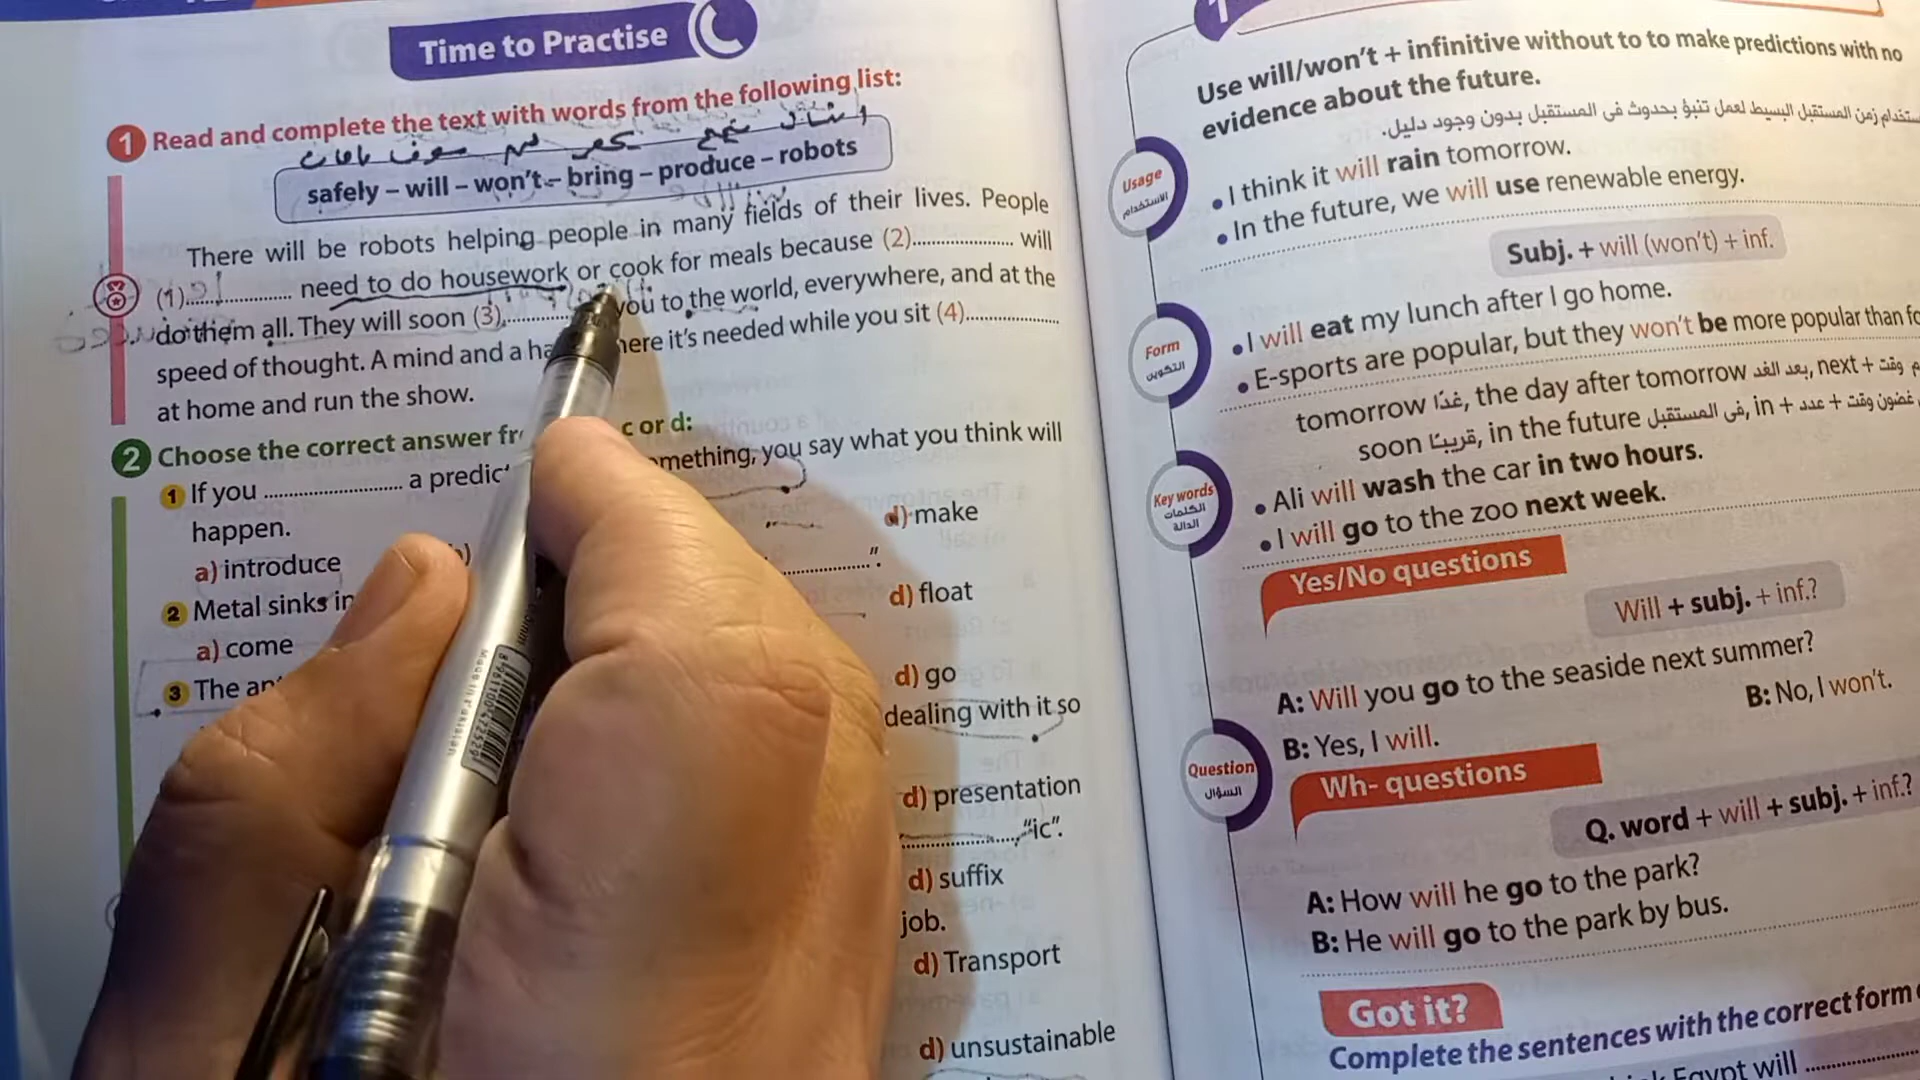 Time to Practise
1 Read and complete the text with words from the following list:
safely – will – won't – bring – produce – robots
There will be robots helping people in many fields of their lives. People
(1)................ need to do housework or cook for meals because (2)................ will
do them all. They will soon (3)............ you to the world, everywhere, and at the
speed of thought. A mind and a ha here it's needed while you sit (4)................
at home and run the show.
2 Choose the correct answer fr c or d:
1 If you ........................ a predic mething, you say what you think will
happen.
a) introduce d) make
2 Metal sinks in ................".
a) come d) float
3 The an
d) go
dealing with it so
d) presentation
...................., "ic".
d) suffix
job.
d) Transport
d) unsustainable
1
Use will/won't + infinitive without to to make predictions with no
evidence about the future.
ستخدام زمن المستقبل البسيط لعمل تنبؤ بحدوث فى المستقبل بدون وجود دليل.
Usage
الاستخدام
• I think it will rain tomorrow.
• In the future, we will use renewable energy.
Subj. + will (won't) + inf.
Form
التكوين
• I will eat my lunch after I go home.
• E-sports are popular, but they won't be more popular than fo
tomorrow غدًا, the day after tomorrow بعد الغد, next + وقت
soon قريبًا, in the future فى المستقبل, in + عدد + غضون وقت
Key words
الكلمات
الدالة
• Ali will wash the car in two hours.
• I will go to the zoo next week.
Yes/No questions
Will + subj. + inf.?
A: Will you go to the seaside next summer?
B: Yes, I will. B: No, I won't.
Question
السؤال
Wh- questions
Q. word + will + subj. + inf.?
A: How will he go to the park?
B: He will go to the park by bus.
Got it?
Complete the sentences with the correct form
k Egypt will ................